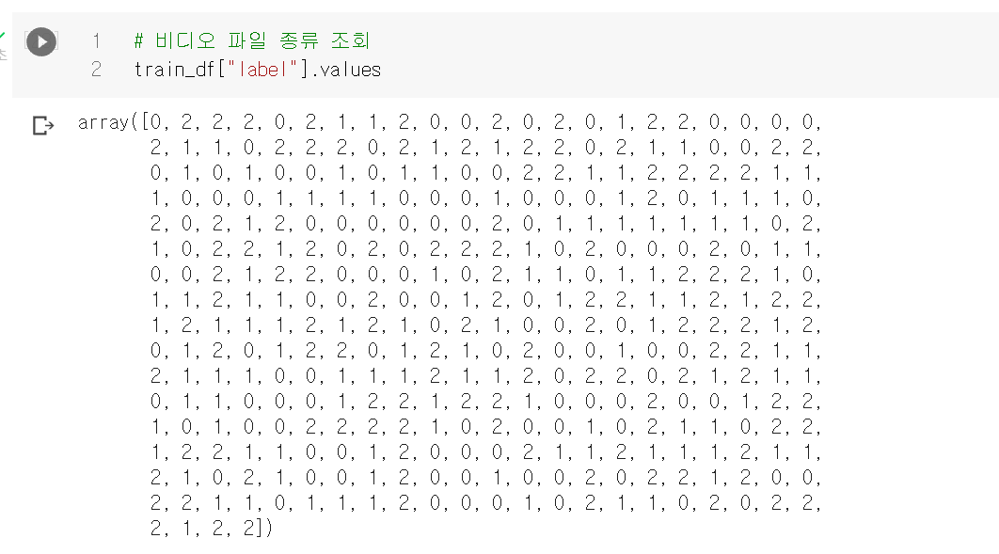 1 # 비디오 파일 종류 조회
2 train_df["label"].values
array([0, 2, 2, 2, 0, 2, 1, 1, 2, 0, 0, 2, 0, 2, 0, 1, 2, 2, 0, 0, 0, 0,
2, 1, 1, 0, 2, 2, 2, 0, 2, 1, 2, 1, 2, 2, 0, 2, 1, 1, 0, 0, 2, 2,
0, 1, 0, 1, 0, 0, 1, 0, 1, 1, 0, 0, 2, 2, 1, 1, 2, 2, 2, 2, 1, 1,
1, 0, 0, 0, 1, 1, 1, 1, 0, 0, 0, 1, 0, 0, 0, 1, 2, 0, 1, 1, 1, 0,
2, 0, 2, 1, 2, 0, 0, 0, 0, 0, 0, 2, 0, 1, 1, 1, 1, 1, 1, 1, 0, 2,
1, 0, 2, 2, 1, 2, 0, 2, 0, 2, 2, 2, 1, 0, 2, 0, 0, 0, 2, 0, 1, 1,
0, 0, 2, 1, 2, 2, 0, 0, 0, 1, 0, 2, 1, 1, 0, 1, 1, 2, 2, 2, 1, 0,
1, 1, 2, 1, 1, 0, 0, 2, 0, 0, 1, 2, 0, 1, 2, 2, 1, 1, 2, 1, 2, 2,
1, 2, 1, 1, 1, 2, 1, 2, 1, 0, 2, 1, 0, 0, 2, 0, 1, 2, 2, 2, 1, 2,
0, 1, 2, 0, 1, 2, 2, 0, 1, 2, 1, 0, 2, 0, 0, 1, 0, 0, 2, 2, 1, 1,
2, 1, 1, 1, 0, 0, 1, 1, 1, 2, 1, 1, 2, 0, 2, 2, 0, 2, 1, 2, 1, 1,
0, 1, 1, 0, 0, 0, 1, 2, 2, 1, 2, 2, 1, 0, 0, 0, 2, 0, 0, 1, 2, 2,
1, 0, 1, 0, 0, 2, 2, 2, 2, 1, 0, 2, 0, 0, 1, 0, 2, 1, 1, 0, 2, 2,
1, 2, 2, 1, 1, 0, 0, 1, 2, 0, 0, 0, 2, 1, 1, 2, 1, 1, 1, 2, 1, 1,
2, 1, 0, 2, 1, 0, 0, 1, 2, 0, 0, 1, 0, 0, 2, 0, 2, 2, 1, 2, 0, 0,
2, 2, 1, 1, 0, 1, 1, 1, 2, 0, 0, 0, 1, 0, 2, 1, 1, 0, 2, 0, 2, 2,
2, 1, 2, 2])